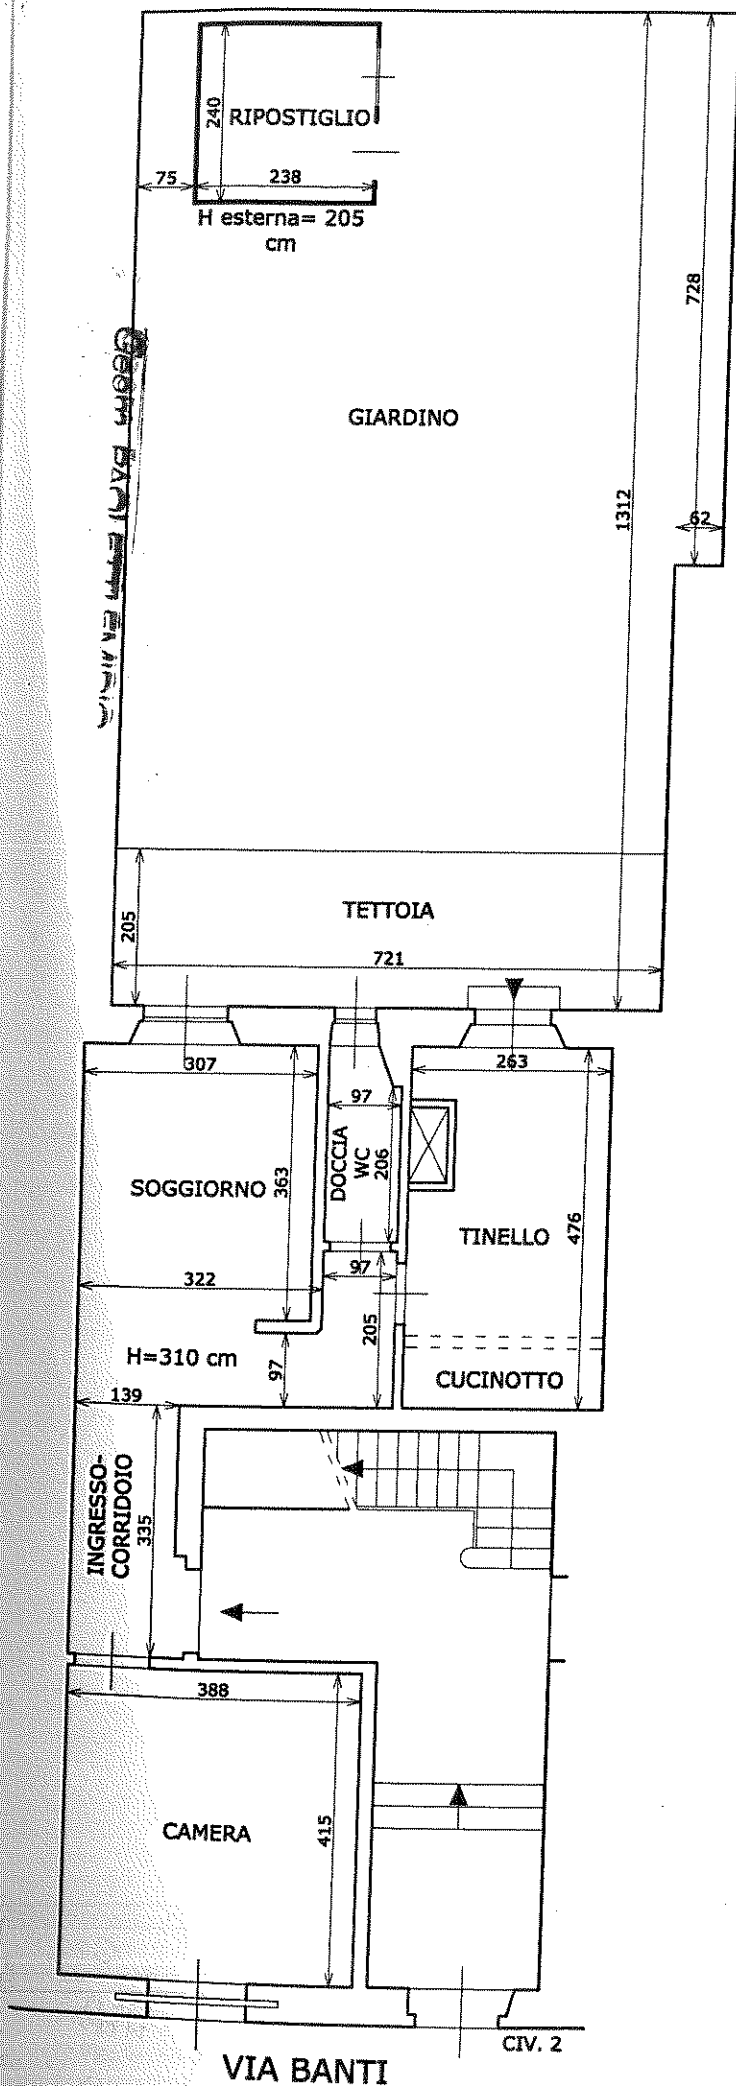 240
RIPOSTIGLIO
75
238
H esterna= 205
cm
728
GIARDINO
1312
62
205
TETTOIA
721
307
263
97
363
DOCCIA
WC
206
SOGGIORNO
476
TINELLO
322
97
205
H=310 cm
97
CUCINOTTO
139
INGRESSO-
CORRIDOIO
335
388
CAMERA
415
CIV. 2
VIA BANTI